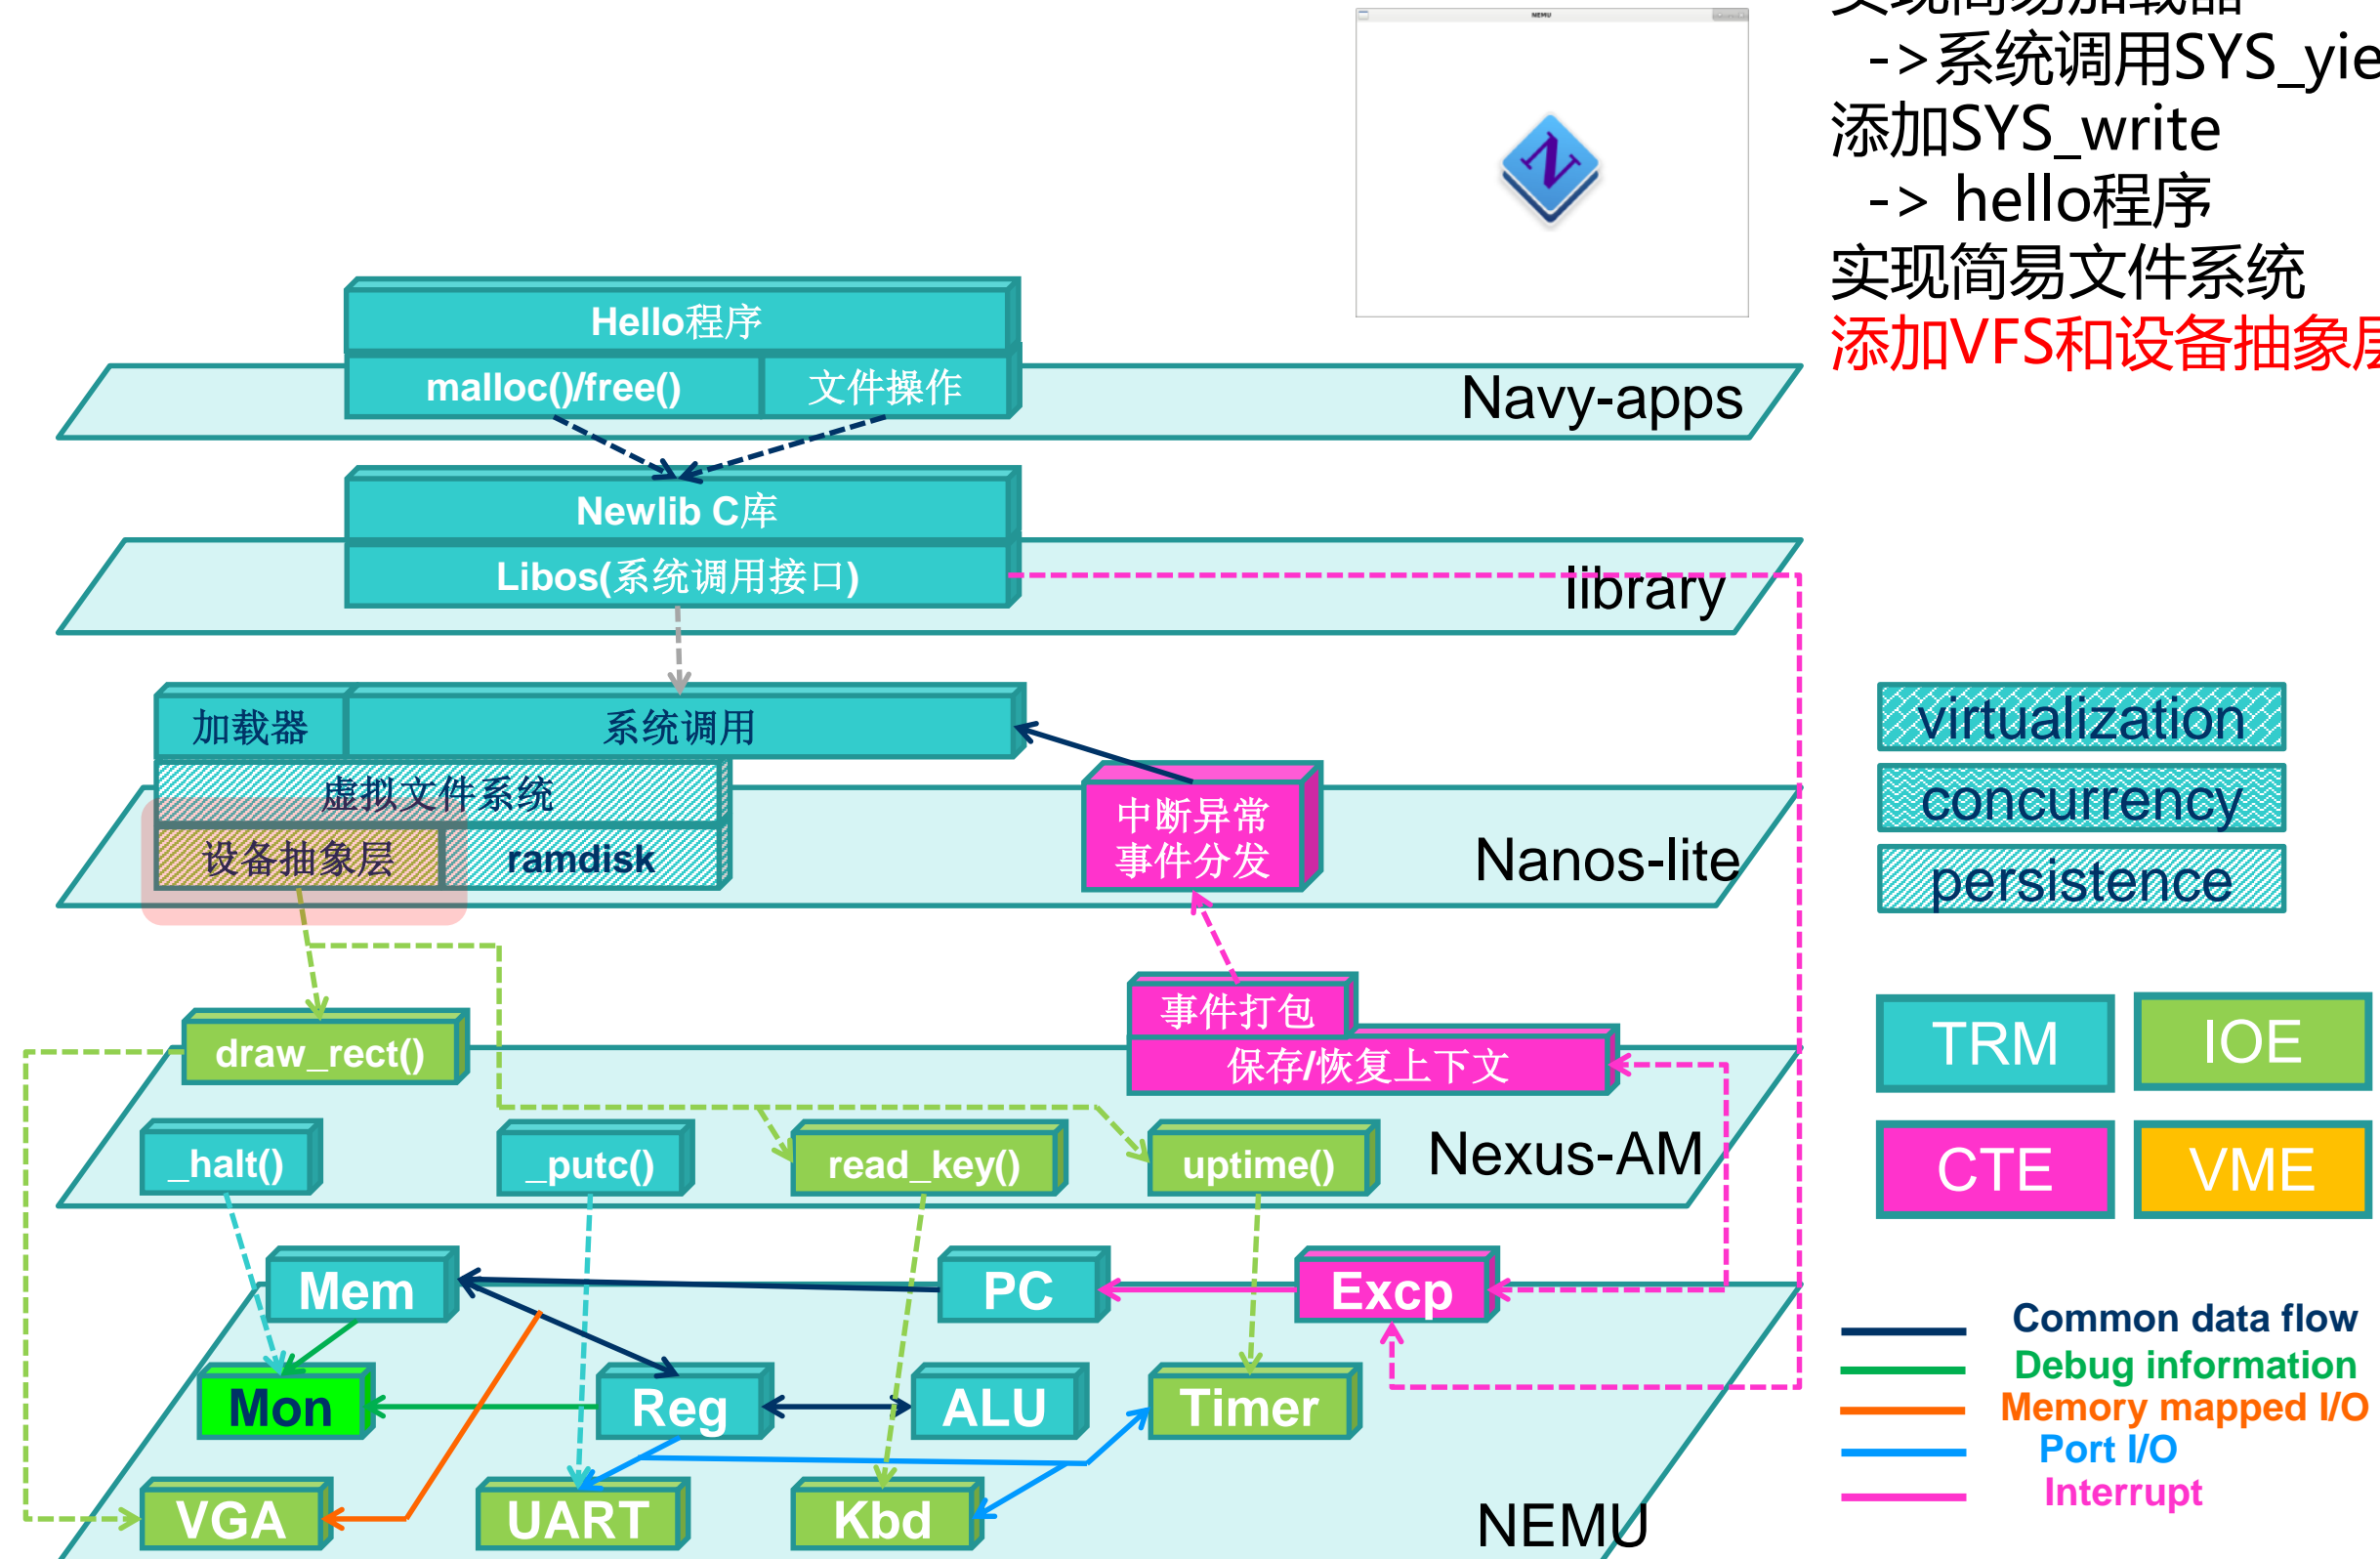 NEMU
实现简易加载器
->系统调用SYS_yie
添加SYS_write
-> hello程序
实现简易文件系统
添加VFS和设备抽象层
Hello程序
malloc()/free()
文件操作
Navy-apps
Newlib C库
Libos(系统调用接口)
library
加载器
系统调用
虚拟文件系统
设备抽象层
ramdisk
中断异常
事件分发
Nanos-lite
virtualization
concurrency
persistence
事件打包
保存/恢复上下文
draw_rect()
_halt()
_putc()
read_key()
uptime()
Nexus-AM
TRM
IOE
CTE
VME
Mem
PC
Excp
Mon
Reg
ALU
Timer
VGA
UART
Kbd
NEMU
Common data flow
Debug information
Memory mapped I/O
Port I/O
Interrupt